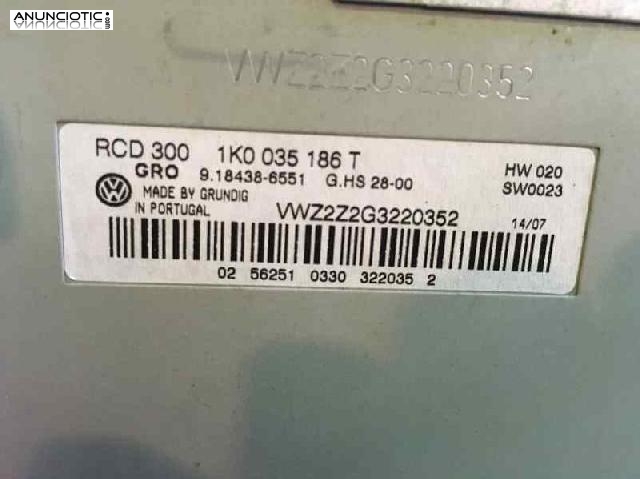 ANUNCIOTIC
.com
VWZ2Z2G3220352
RCD 300 1K0 035 186 T
GRO 9.18438-6551 G.HS 28-00 HW 020
MADE BY GRUNDIG SW0023
IN PORTUGAL VWZ2Z2G3220352 14/07
02 56251 0330 322035 2